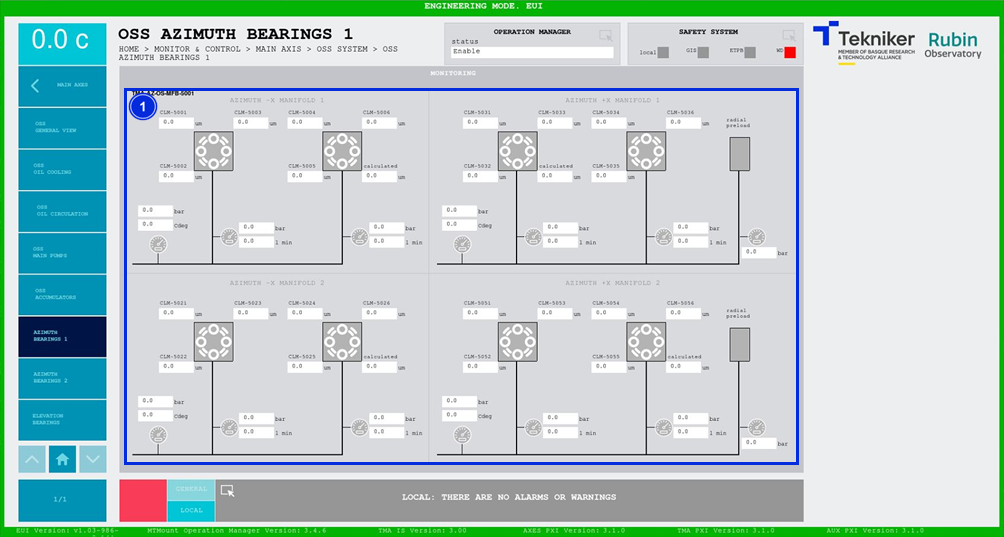 ENGINEERING MODE. EUI
0.0 c
OSS AZIMUTH BEARINGS 1
HOME > MONITOR & CONTROL > MAIN AXIS > OSS SYSTEM > OSS
AZIMUTH BEARINGS 1
OPERATION MANAGER
status
Enable
SAFETY SYSTEM
local
GIS
ETPB
WD
Tekniker
MEMBER OF BASQUE RESEARCH
& TECHNOLOGY ALLIANCE
Rubin
Observatory
MAIN AXES
OSS
GENERAL VIEW
OSS
OIL COOLING
OSS
OIL CIRCULATION
OSS
MAIN PUMPS
OSS
ACCUMULATORS
AZIMUTH
BEARINGS 1
AZIMUTH
BEARINGS 2
ELEVATION
BEARINGS
1/1
MONITORING
TMA-AZ-OS-MFB-5001
1
AZIMUTH -X MANIFOLD 1
CLM-5001 CLM-5003 CLM-5004 CLM-5006
0.0 um 0.0 um 0.0 um 0.0 um
CLM-5002 CLM-5005 calculated
0.0 um 0.0 um 0.0 um
0.0 bar
0.0 Cdeg
0.0 bar 0.0 bar
0.0 l min 0.0 l min
AZIMUTH +X MANIFOLD 1
CLM-5031 CLM-5033 CLM-5034 CLM-5036
0.0 um 0.0 um 0.0 um 0.0 um
radial
preload
CLM-5032 calculated CLM-5035
0.0 um 0.0 um 0.0 um
0.0 bar
0.0 Cdeg
0.0 bar 0.0 bar
0.0 l min 0.0 l min
0.0 bar
AZIMUTH -X MANIFOLD 2
CLM-5021 CLM-5023 CLM-5024 CLM-5026
0.0 um 0.0 um 0.0 um 0.0 um
CLM-5022 CLM-5025 calculated
0.0 um 0.0 um 0.0 um
0.0 bar
0.0 Cdeg
0.0 bar 0.0 bar
0.0 l min 0.0 l min
AZIMUTH +X MANIFOLD 2
CLM-5051 CLM-5053 CLM-5054 CLM-5056
0.0 um 0.0 um 0.0 um 0.0 um
radial
preload
CLM-5052 CLM-5055 calculated
0.0 um 0.0 um 0.0 um
0.0 bar
0.0 Cdeg
0.0 bar 0.0 bar
0.0 l min 0.0 l min
0.0 bar
GENERAL
LOCAL
LOCAL: THERE ARE NO ALARMS OR WARNINGS
EUI Version: v1.03-986- MTMount Operation Manager Version: 3.4.6 TMA IS Version: 3.00 AXES PXI Version: 3.1.0 TMA PXI Version: 3.1.0 AUX PXI Version: 3.1.0